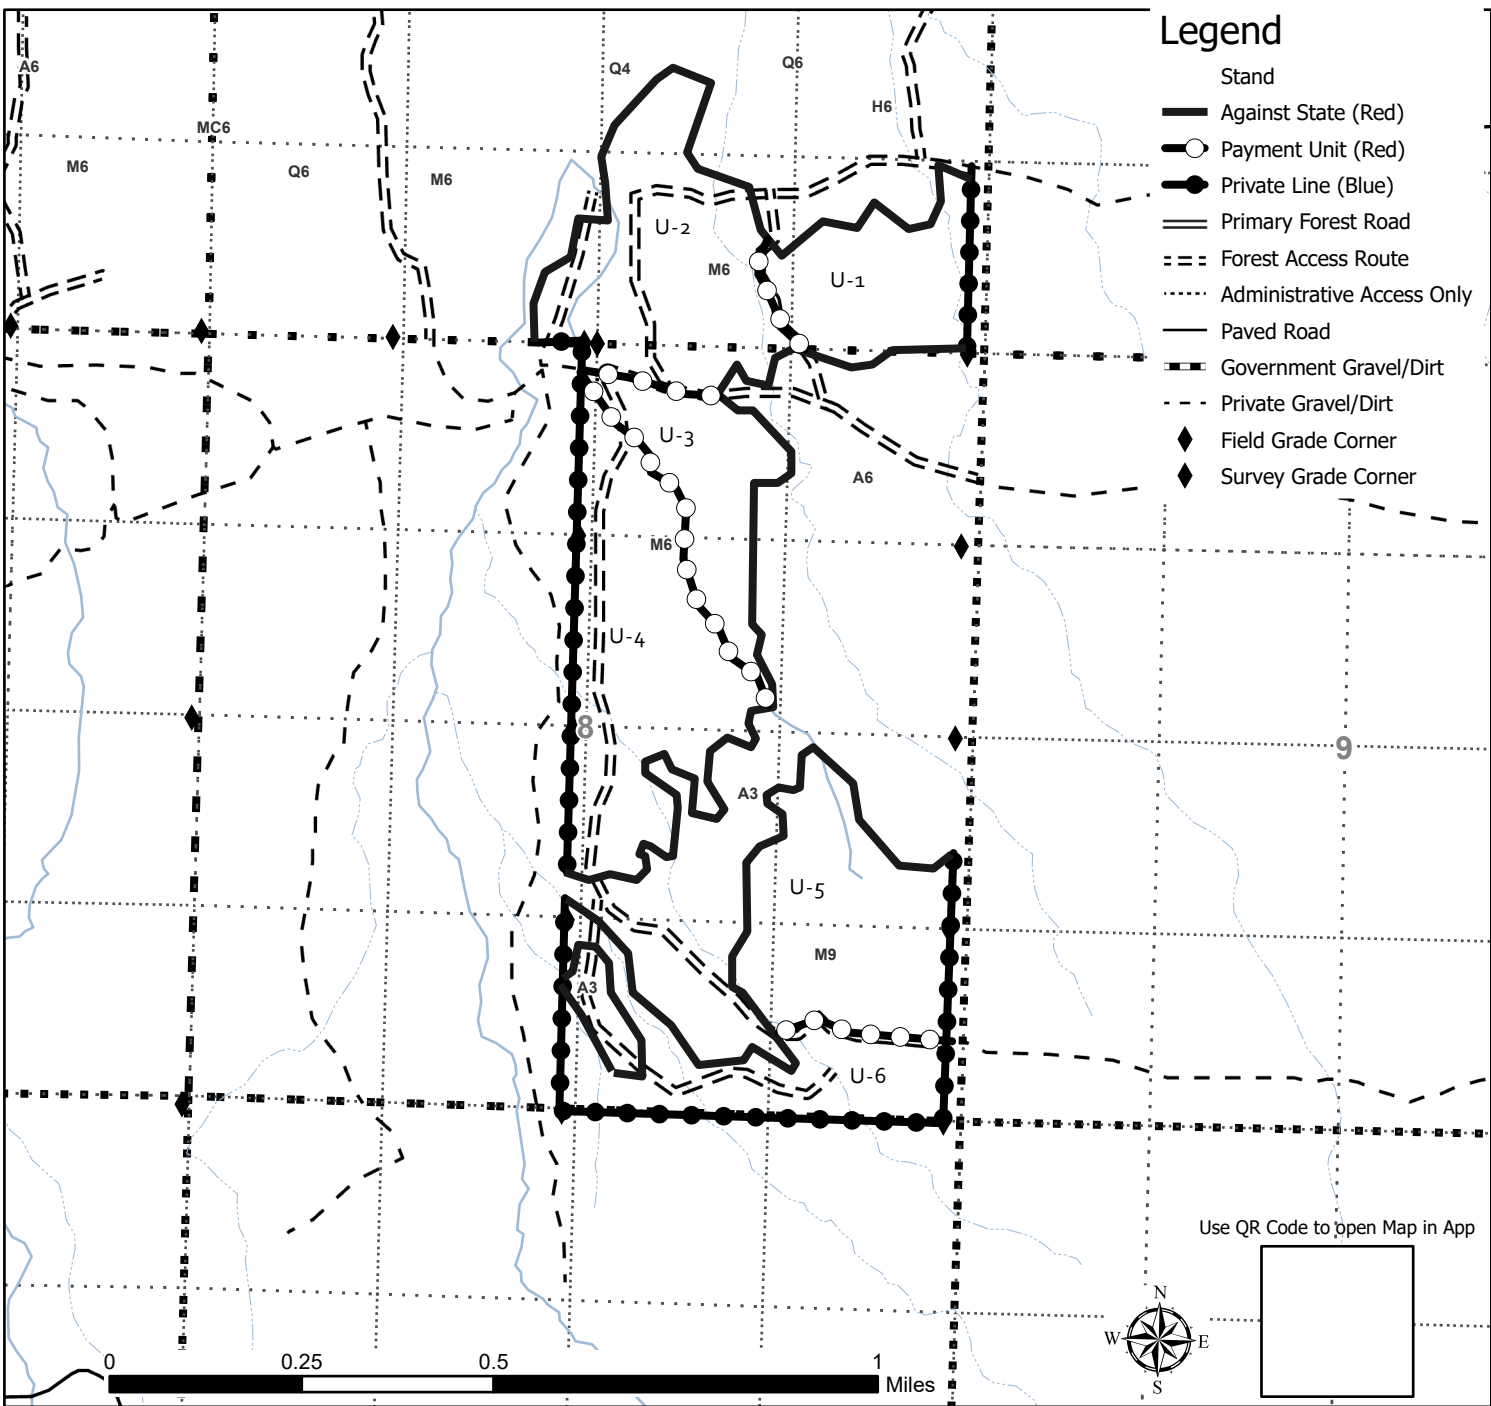 Legend
Stand
Against State (Red)
Payment Unit (Red)
Private Line (Blue)
Primary Forest Road
Forest Access Route
Administrative Access Only
Paved Road
Government Gravel/Dirt
Private Gravel/Dirt
Field Grade Corner
Survey Grade Corner
A6
Q4
Q6
H6
MC6
M6
Q6
M6
U-2
M6
U-1
U-3
A6
M6
U-4
8
9
A3
U-5
M9
A3
U-6
Use QR Code to open Map in App
N
W E
S
0 0.25 0.5 1
Miles